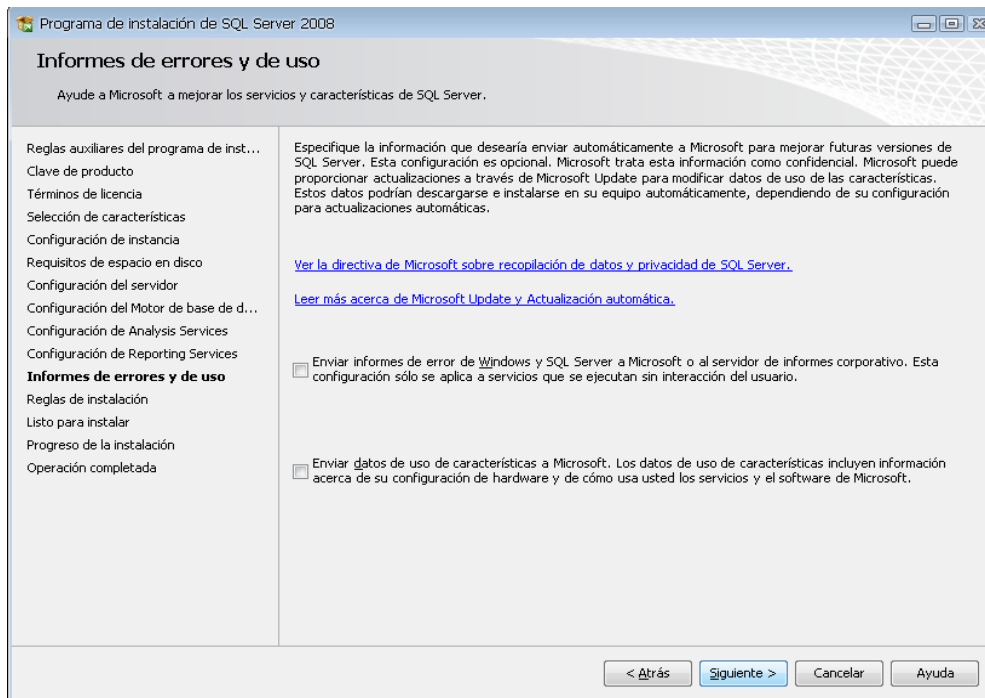 Programa de instalación de SQL Server 2008
Informes de errores y de uso
Ayude a Microsoft a mejorar los servicios y características de SQL Server.
Reglas auxiliares del programa de inst...
Clave de producto
Términos de licencia
Selección de características
Configuración de instancia
Requisitos de espacio en disco
Configuración del servidor
Configuración del Motor de base de d...
Configuración de Analysis Services
Configuración de Reporting Services
Informes de errores y de uso
Reglas de instalación
Listo para instalar
Progreso de la instalación
Operación completada
Especifique la información que desearía enviar automáticamente a Microsoft para mejorar futuras versiones de
SQL Server. Esta configuración es opcional. Microsoft trata esta información como confidencial. Microsoft puede
proporcionar actualizaciones a través de Microsoft Update para modificar datos de uso de las características.
Estos datos podrían descargarse e instalarse en su equipo automáticamente, dependiendo de su configuración
para actualizaciones automáticas.
Ver la directiva de Microsoft sobre recopilación de datos y privacidad de SQL Server.
Leer más acerca de Microsoft Update y Actualización automática.
Enviar informes de error de Windows y SQL Server a Microsoft o al servidor de informes corporativo. Esta
configuración sólo se aplica a servicios que se ejecutan sin interacción del usuario.
Enviar datos de uso de características a Microsoft. Los datos de uso de características incluyen información
acerca de su configuración de hardware y de cómo usa usted los servicios y el software de Microsoft.
< Atrás
Siguiente >
Cancelar
Ayuda